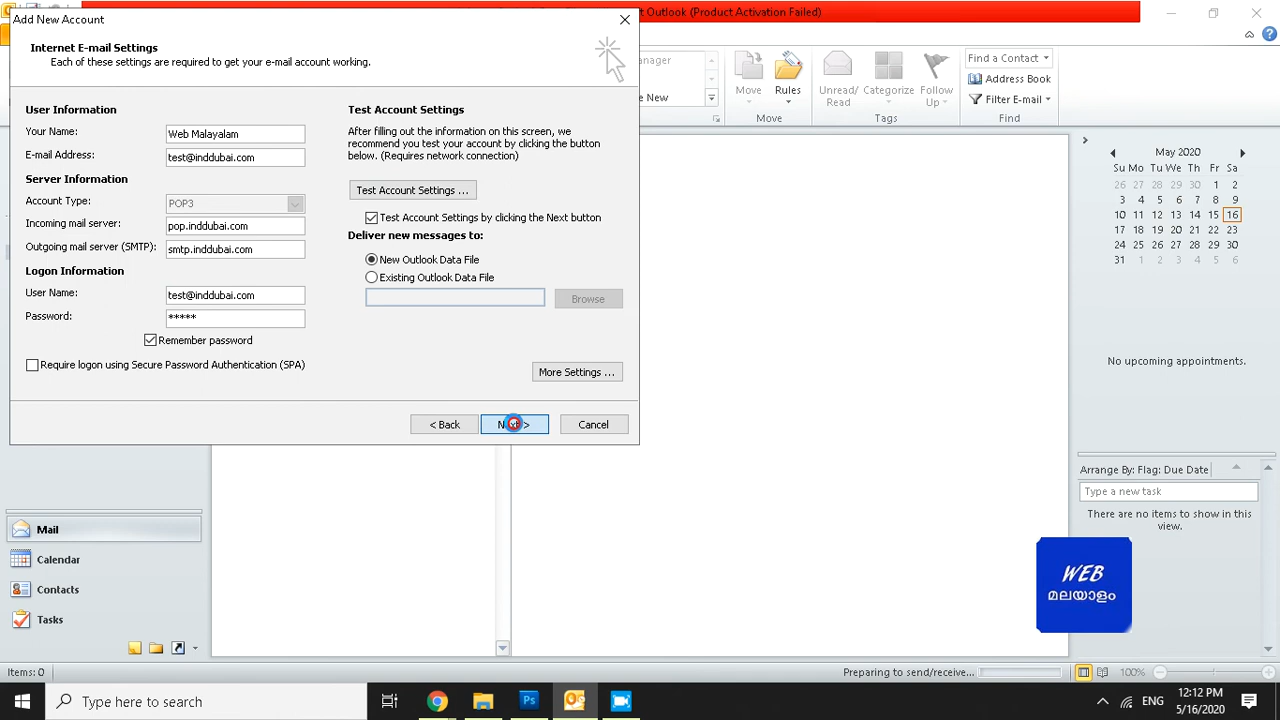 Add New Account
t Outlook (Product Activation Failed)
Internet E-mail Settings
Each of these settings are required to get your e-mail account working.
User Information
Your Name: Web Malayalam
E-mail Address: test@inddubai.com
Server Information
Account Type: POP3
Incoming mail server: pop.inddubai.com
Outgoing mail server (SMTP): smtp.inddubai.com
Logon Information
User Name: test@inddubai.com
Password: *****
Remember password
Require logon using Secure Password Authentication (SPA)
Test Account Settings
After filling out the information on this screen, we
recommend you test your account by clicking the button
below. (Requires network connection)
Test Account Settings ...
Test Account Settings by clicking the Next button
Deliver new messages to:
New Outlook Data File
Existing Outlook Data File
Browse
More Settings ...
< Back
Next >
Cancel
anager
e New
Move
Rules
Move
Unread/
Read
Categorize
Follow
Up
Tags
Find a Contact
Address Book
Filter E-mail
Find
May 2020
Su Mo Tu We Th Fr Sa
26 27 28 29 30 1 2
3 4 5 6 7 8 9
10 11 12 13 14 15 16
17 18 19 20 21 22 23
24 25 26 27 28 29 30
31 1 2 3 4 5 6
No upcoming appointments.
Arrange By: Flag: Due Date
Type a new task
There are no items to show in this
view.
Mail
Calendar
Contacts
Tasks
WEB
മലയാളം
Items: 0
Preparing to send/receive...
100%
Type here to search
Ps
ENG
12:12 PM
5/16/2020